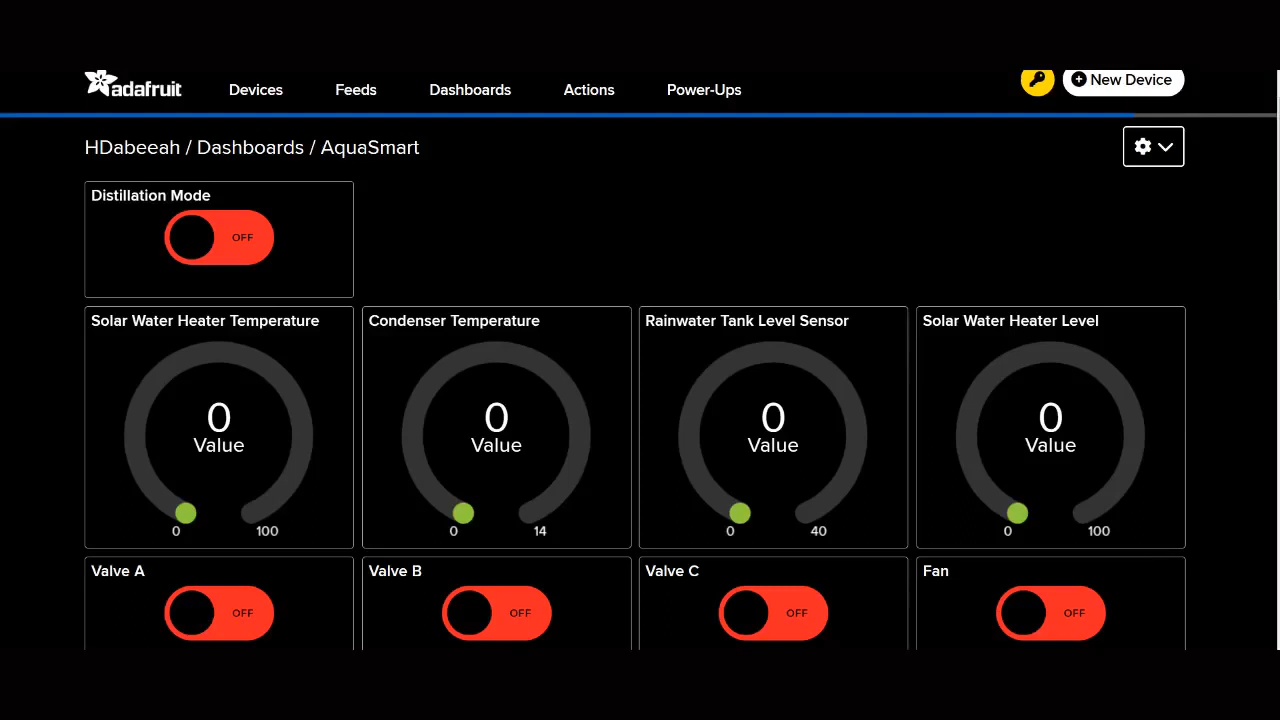 adafruit Devices Feeds Dashboards Actions Power-Ups New Device
HDabeeah / Dashboards / AquaSmart
Distillation Mode
OFF
Solar Water Heater Temperature Condenser Temperature Rainwater Tank Level Sensor Solar Water Heater Level
0 0 0 0
Value Value Value Value
0 100 0 14 0 40 0 100
Valve A Valve B Valve C Fan
OFF OFF OFF OFF